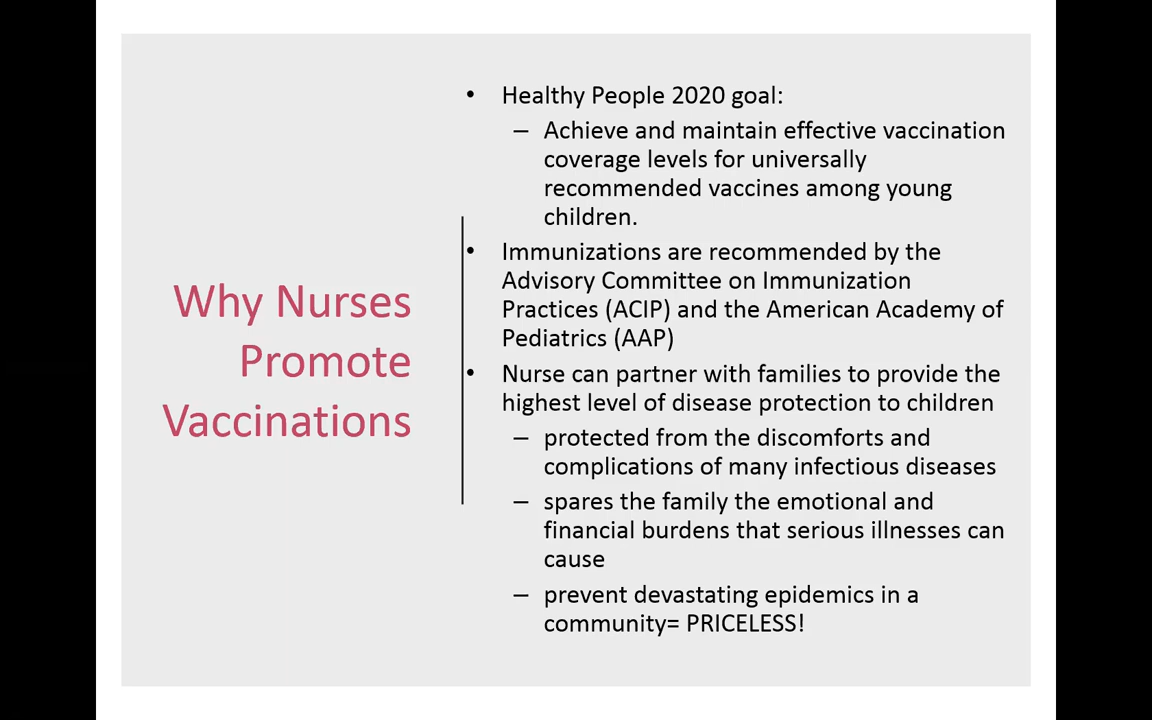 Why Nurses
Promote
Vaccinations
• Healthy People 2020 goal:
– Achieve and maintain effective vaccination
coverage levels for universally
recommended vaccines among young
children.
• Immunizations are recommended by the
Advisory Committee on Immunization
Practices (ACIP) and the American Academy of
Pediatrics (AAP)
• Nurse can partner with families to provide the
highest level of disease protection to children
– protected from the discomforts and
complications of many infectious diseases
– spares the family the emotional and
financial burdens that serious illnesses can
cause
– prevent devastating epidemics in a
community= PRICELESS!